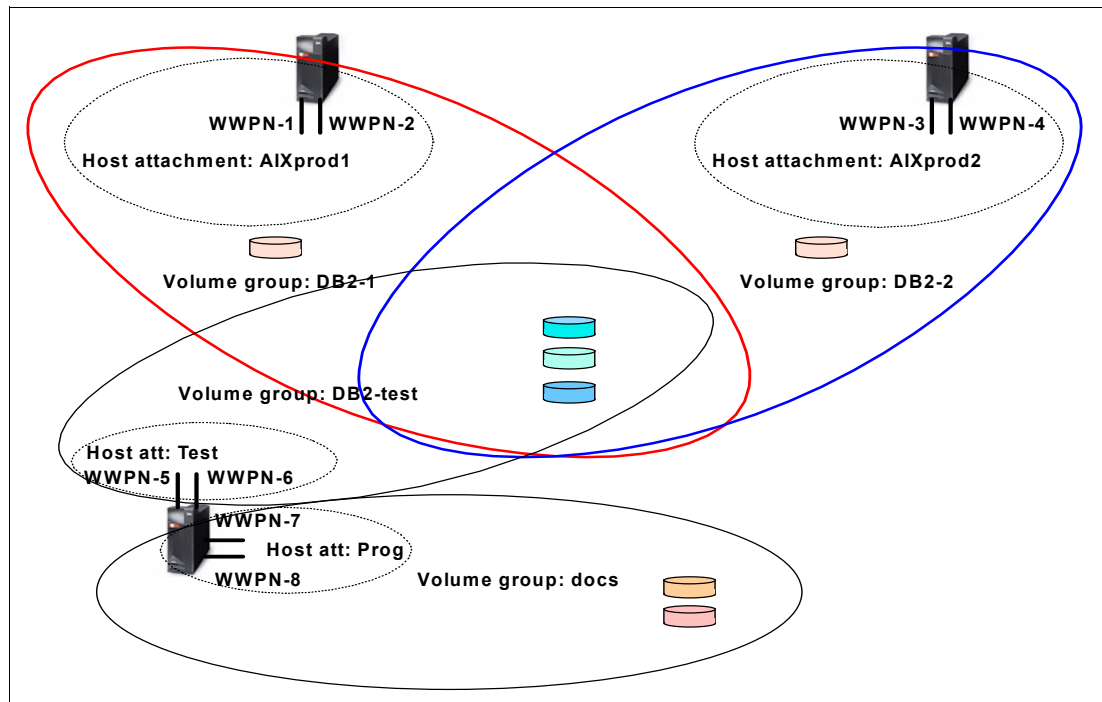 WWPN-1 WWPN-2
WWPN-3 WWPN-4
Host attachment: AIXprod1
Host attachment: AIXprod2
Volume group: DB2-1
Volume group: DB2-2
Volume group: DB2-test
Host att: Test
WWPN-5 WWPN-6
WWPN-7
Host att: Prog
WWPN-8
Volume group: docs